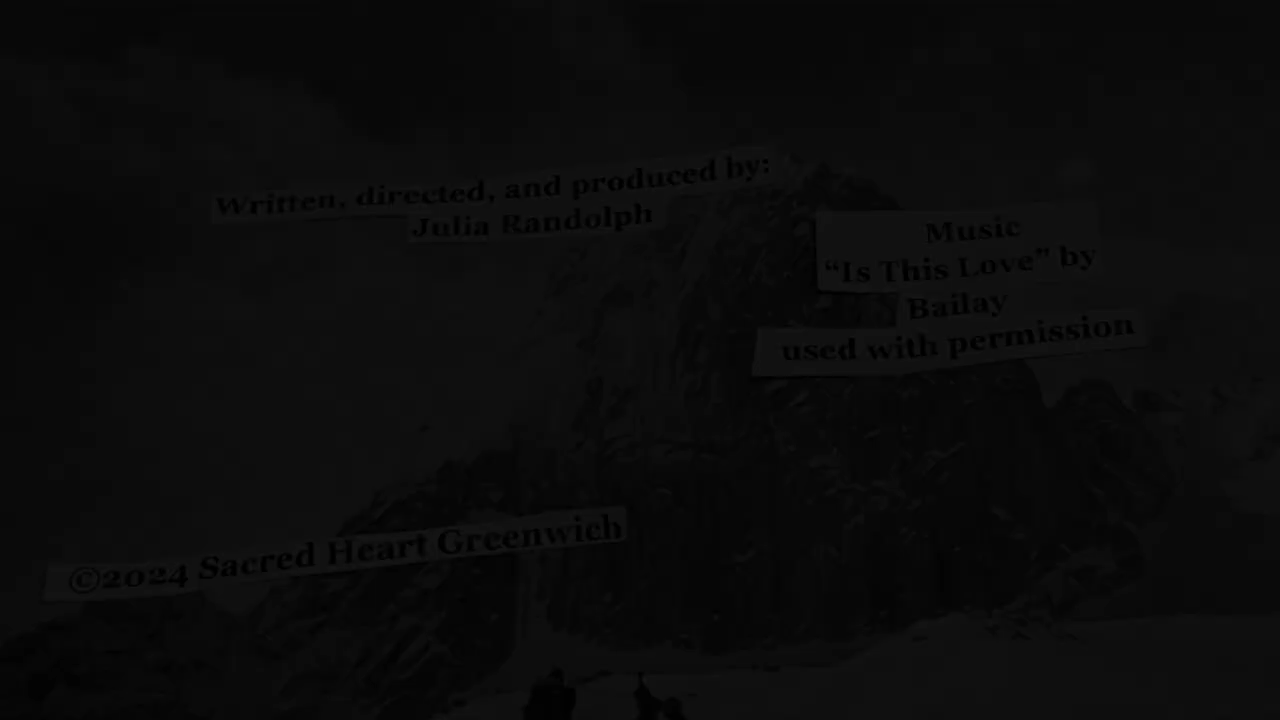 Written, directed, and produced by:
Julia Randolph
Music
“Is This Love” by
Bailay
used with permission
©2024 Sacred Heart Greenwich